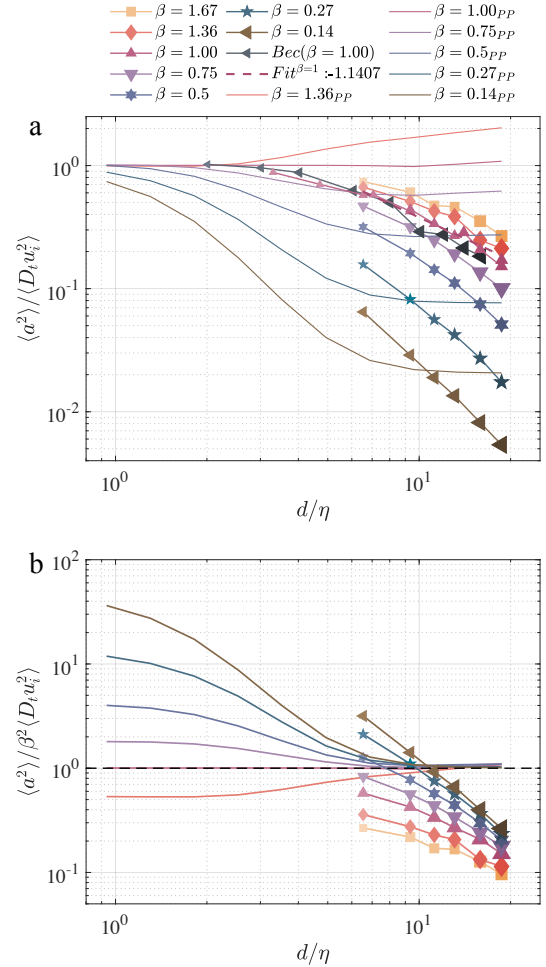 β = 1.67 β = 0.27 β = 1.00_PP
β = 1.36 β = 0.14 β = 0.75_PP
β = 1.00 Bec(β = 1.00) β = 0.5_PP
β = 0.75 Fit^{β=1} : -1.1407 β = 0.27_PP
β = 0.5 β = 1.36_PP β = 0.14_PP
a
10^0
10^{-1}
10^{-2}
⟨a²⟩/⟨D_t u_i²⟩
10^0 10^1
d/η
b
10^2
10^1
10^0
10^{-1}
⟨a²⟩/β²⟨D_t u_i²⟩
10^0 10^1
d/η